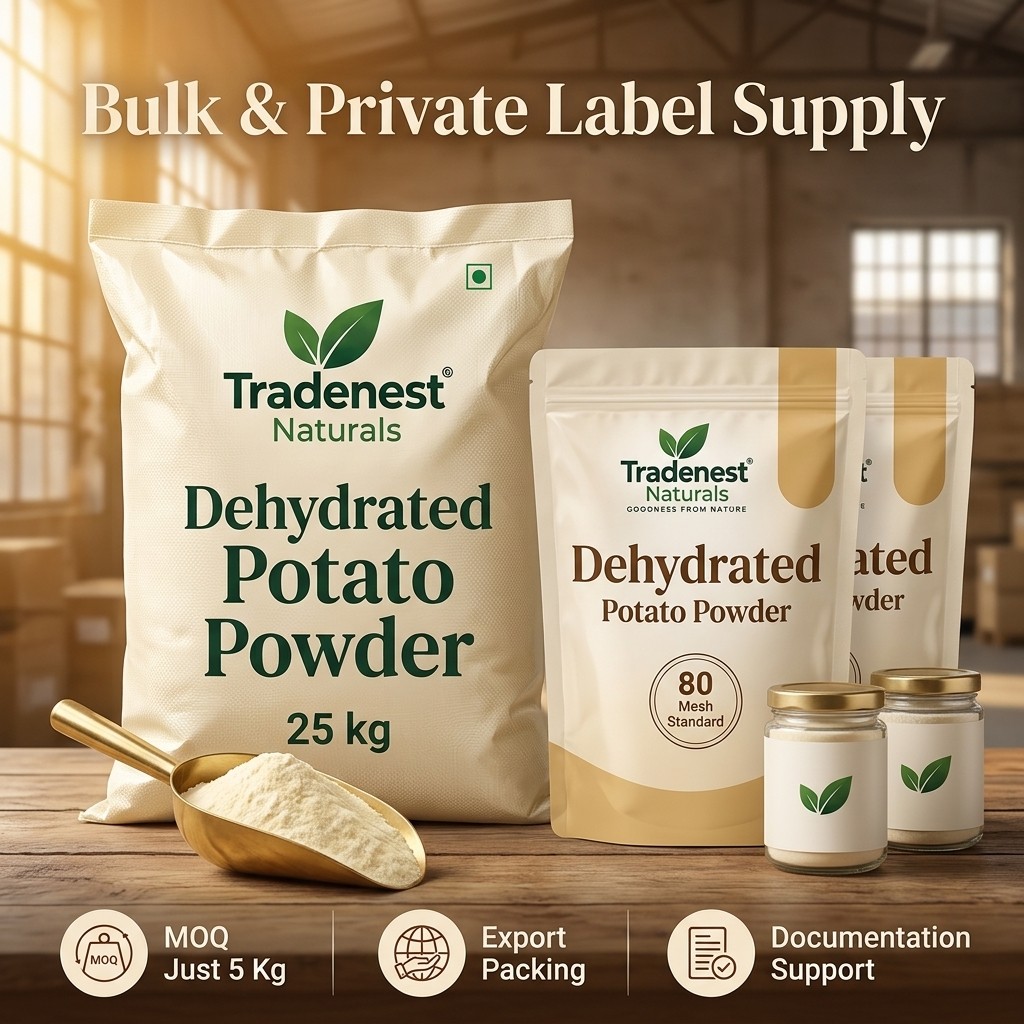 Bulk & Private Label Supply
Tradenest®
Naturals
Dehydrated
Potato
Powder
25 kg
Tradenest®
Naturals
GOODNESS FROM NATURE
Dehydrated
Potato Powder
80
Mesh
Standard
t®
E
ated
wder
MOQ
MOQ
Just 5 Kg
Export
Packing
Documentation
Support